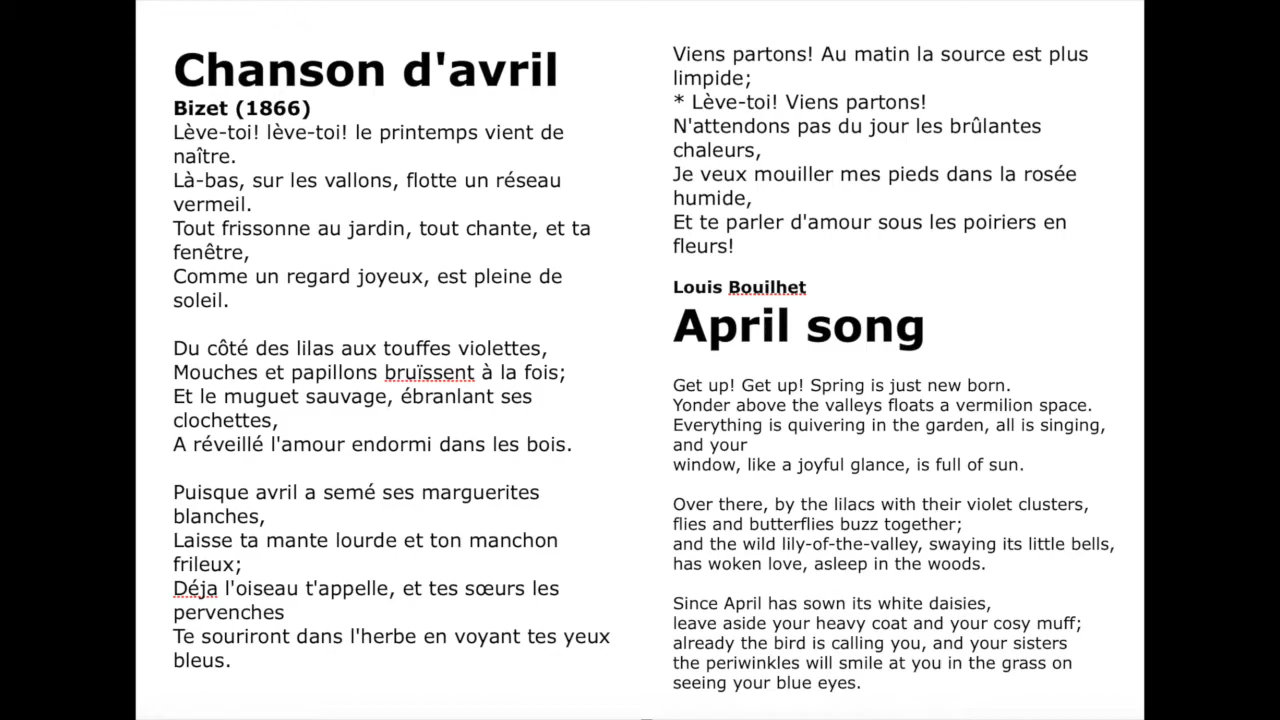 Chanson d'avril
Bizet (1866)
Lève-toi! lève-toi! le printemps vient de
naître.
Là-bas, sur les vallons, flotte un réseau
vermeil.
Tout frissonne au jardin, tout chante, et ta
fenêtre,
Comme un regard joyeux, est pleine de
soleil.
Du côté des lilas aux touffes violettes,
Mouches et papillons bruïssent à la fois;
Et le muguet sauvage, ébranlant ses
clochettes,
A réveillé l'amour endormi dans les bois.
Puisque avril a semé ses marguerites
blanches,
Laisse ta mante lourde et ton manchon
frileux;
Déja l'oiseau t'appelle, et tes sœurs les
pervenches
Te souriront dans l'herbe en voyant tes yeux
bleus.
Viens partons! Au matin la source est plus
limpide;
* Lève-toi! Viens partons!
N'attendons pas du jour les brûlantes
chaleurs,
Je veux mouiller mes pieds dans la rosée
humide,
Et te parler d'amour sous les poiriers en
fleurs!
Louis Bouilhet
April song
Get up! Get up! Spring is just new born.
Yonder above the valleys floats a vermilion space.
Everything is quivering in the garden, all is singing,
and your
window, like a joyful glance, is full of sun.
Over there, by the lilacs with their violet clusters,
flies and butterflies buzz together;
and the wild lily-of-the-valley, swaying its little bells,
has woken love, asleep in the woods.
Since April has sown its white daisies,
leave aside your heavy coat and your cosy muff;
already the bird is calling you, and your sisters
the periwinkles will smile at you in the grass on
seeing your blue eyes.